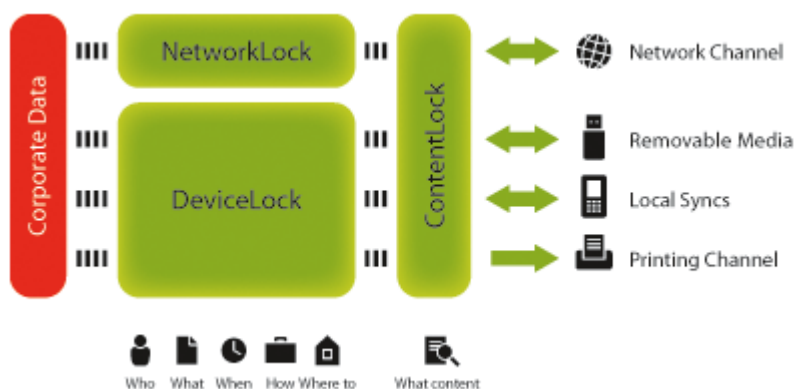 Corporate Data
NetworkLock
DeviceLock
ContentLock
Network Channel
Removable Media
Local Syncs
Printing Channel
Who What When How Where to What content